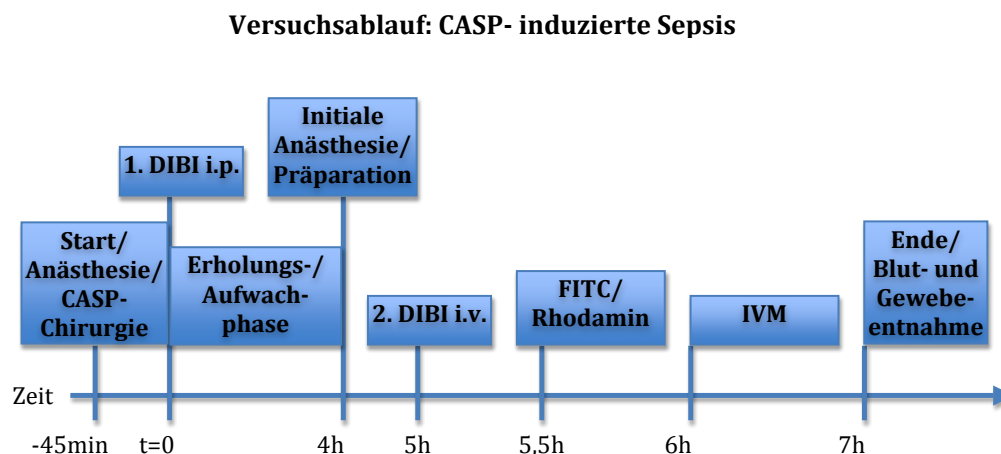 Versuchsablauf: CASP- induzierte Sepsis
Initiale
Anästhesie/
Präparation
1. DIBI i.p.
Start/
Anästhesie/
CASP-
Chirurgie
Erholungs-/
Aufwach-
phase
2. DIBI i.v.
FITC/
Rhodamin
IVM
Ende/
Blut- und
Gewebe-
entnahme
Zeit
-45min
t=0
4h
5h
5,5h
6h
7h